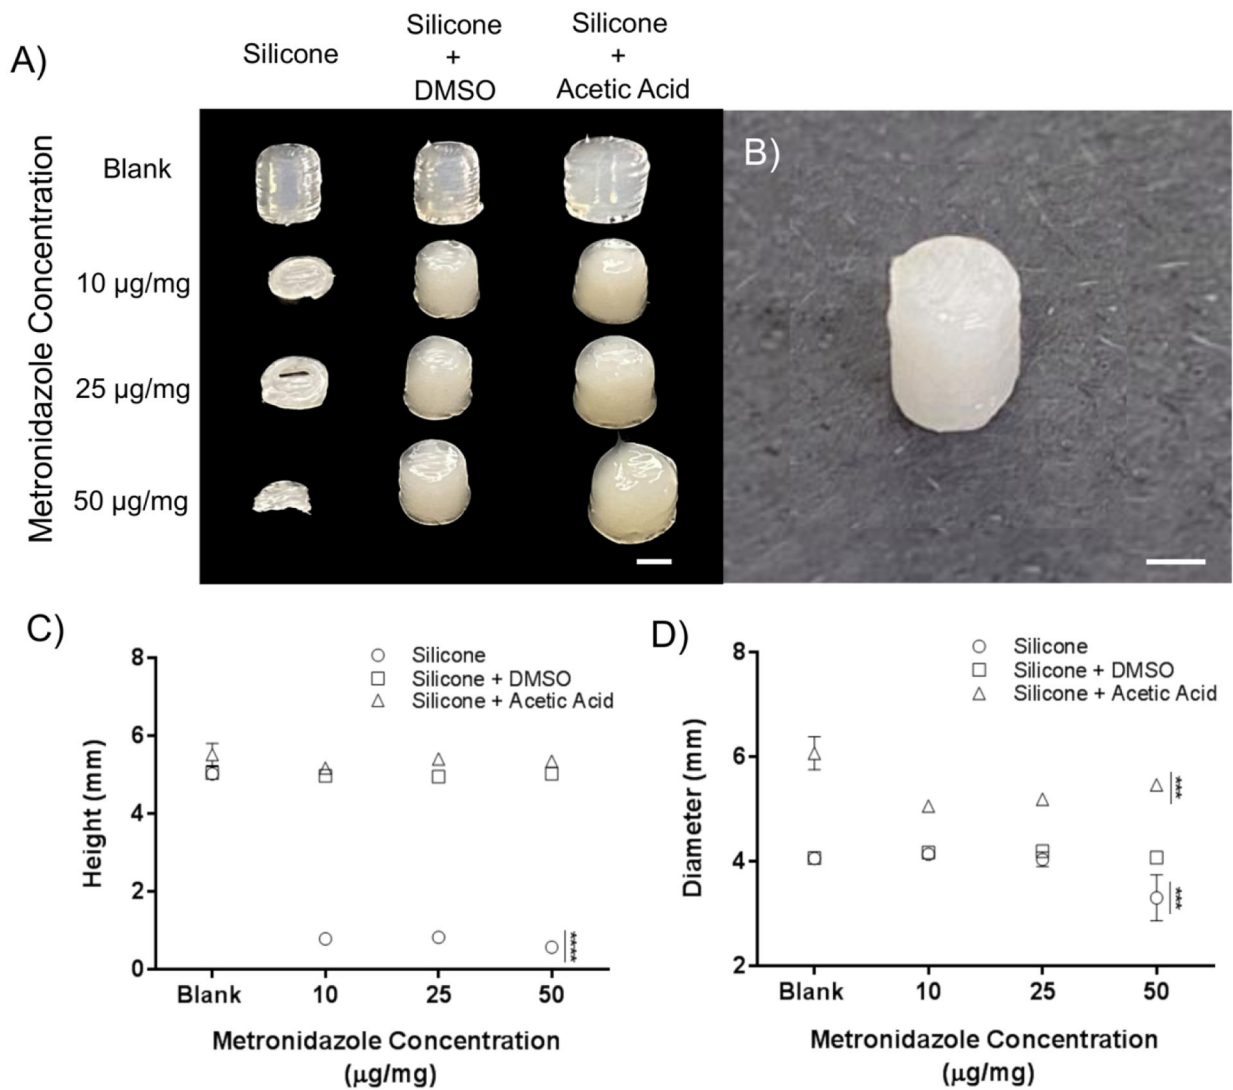 A)
Silicone
Silicone
+
DMSO
Silicone
+
Acetic Acid
Metronidazole Concentration
Blank
10 µg/mg
25 µg/mg
50 µg/mg
B)
C)
Silicone
Silicone + DMSO
Silicone + Acetic Acid
Height (mm)
8
6
4
2
0
****
Blank 10 25 50
Metronidazole Concentration
(µg/mg)
D)
Silicone
Silicone + DMSO
Silicone + Acetic Acid
Diameter (mm)
8
6
4
2
***
***
Blank 10 25 50
Metronidazole Concentration
(µg/mg)